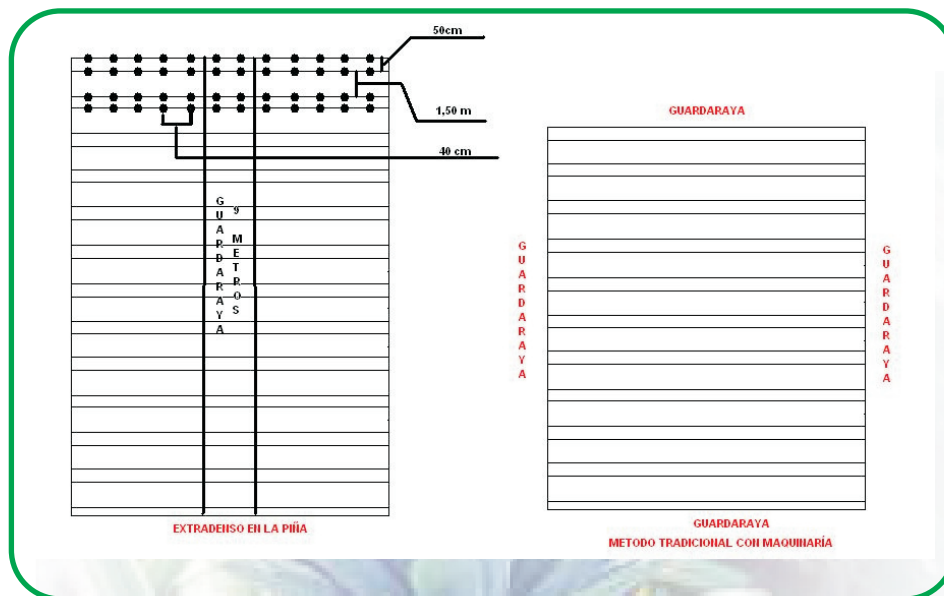 50cm
1,50 m
40 cm
GUARDARAYA
9 METROS
EXTRADENSO EN LA PIÑA
GUARDARAYA
GUARDARAYA
GUARDARAYA
GUARDARAYA
METODO TRADICIONAL CON MAQUINARÍA